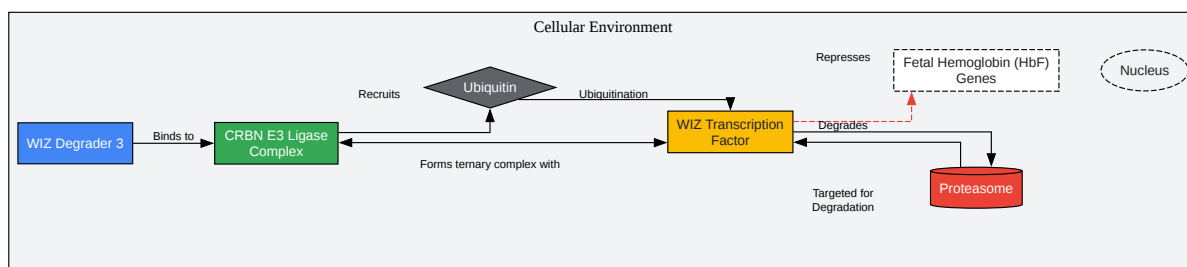 Cellular Environment
Represses
Fetal Hemoglobin (HbF)
Genes
Nucleus
Recruits
Ubiquitin
Ubiquitination
WIZ Degrader 3
Binds to
CRBN E3 Ligase
Complex
WIZ Transcription
Factor
Degrades
Forms ternary complex with
Targeted for
Degradation
Proteasome